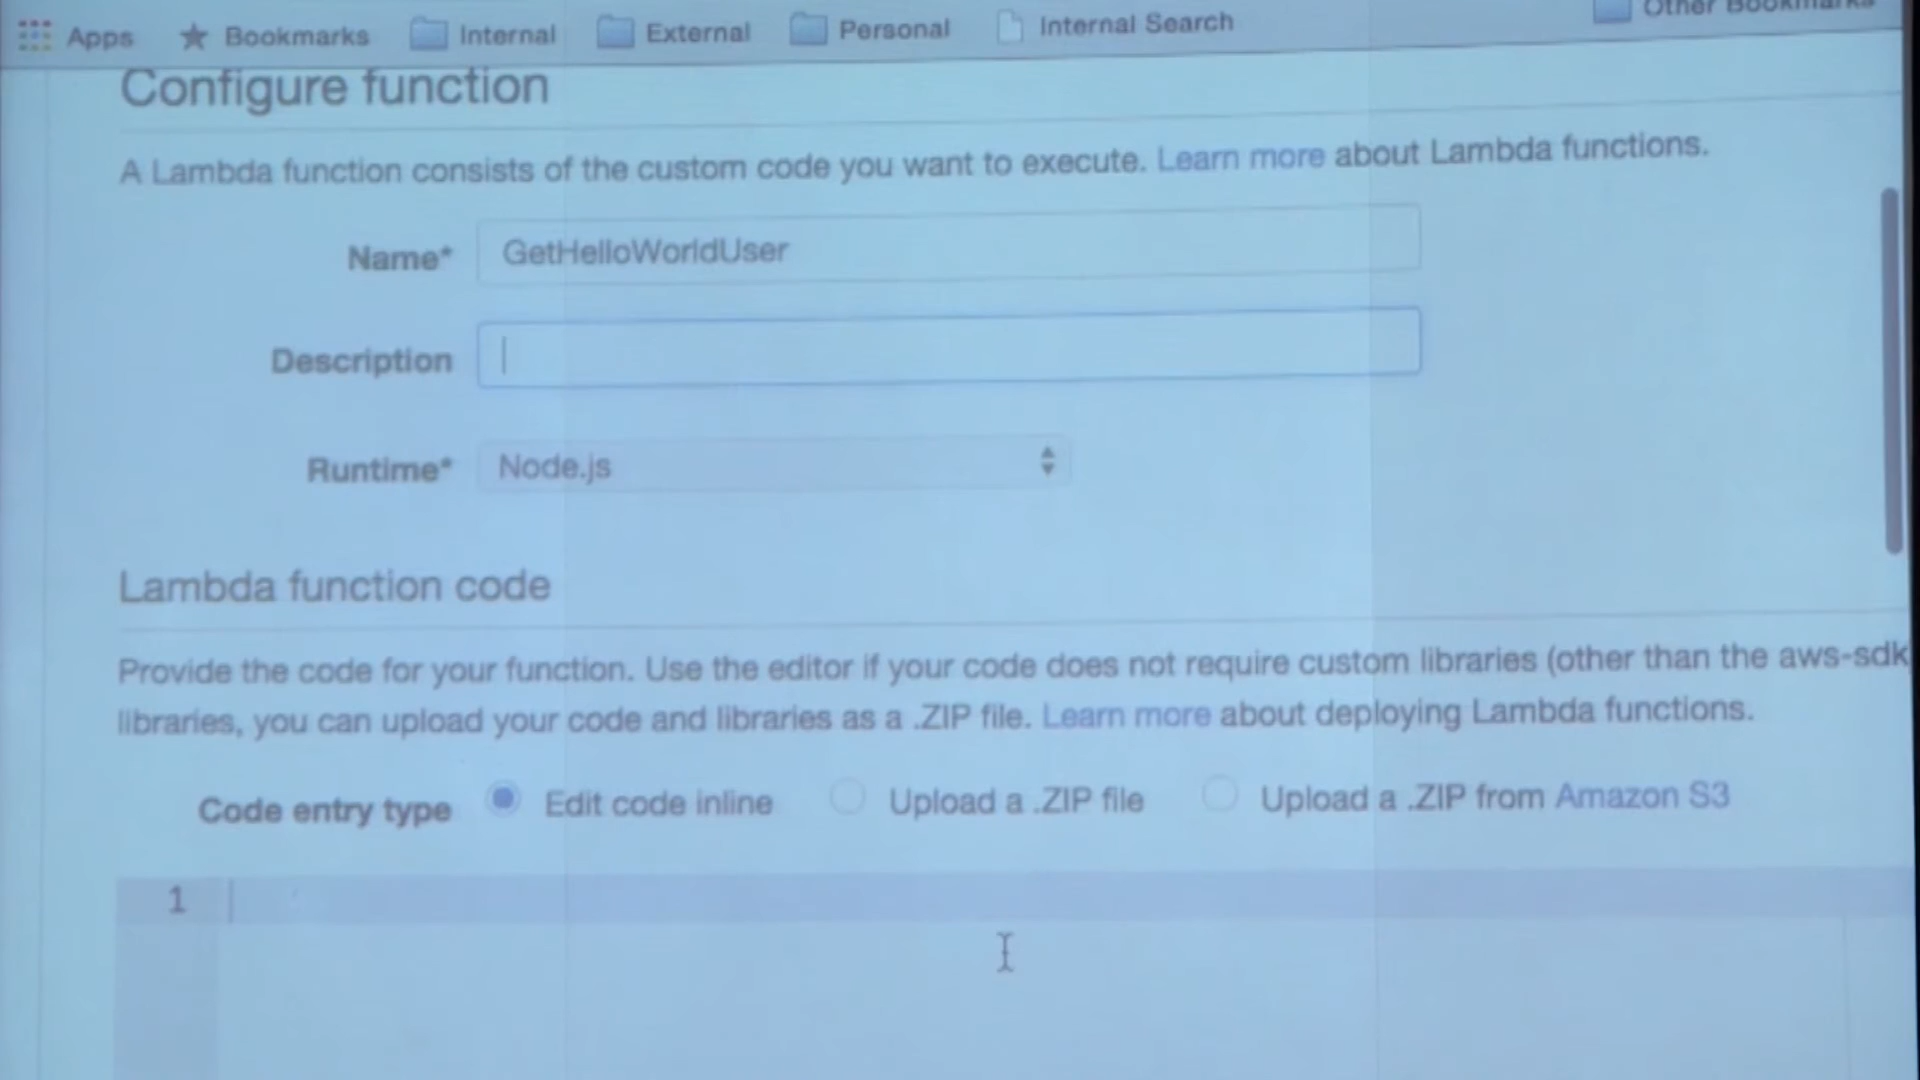 Apps Bookmarks Internal External Personal Internal Search Other Bookmarks
Configure function
A Lambda function consists of the custom code you want to execute. Learn more about Lambda functions.
Name* GetHelloWorldUser
Description
Runtime* Node.js
Lambda function code
Provide the code for your function. Use the editor if your code does not require custom libraries (other than the aws-sdk
libraries, you can upload your code and libraries as a .ZIP file. Learn more about deploying Lambda functions.
Code entry type Edit code inline Upload a .ZIP file Upload a .ZIP from Amazon S3
1